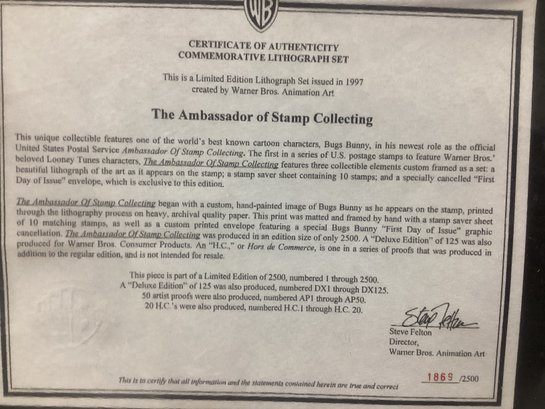 WB
CERTIFICATE OF AUTHENTICITY
COMMEMORATIVE LITHOGRAPH SET
This is a Limited Edition Lithograph Set issued in 1997
created by Warner Bros. Animation Art
The Ambassador of Stamp Collecting
This unique collectible features one of the world's best known cartoon characters, Bugs Bunny, in his newest role as the official
United States Postal Service Ambassador Of Stamp Collecting. The first in a series of U.S. postage stamps to feature Warner Bros.'
beloved Looney Tunes characters, The Ambassador Of Stamp Collecting features three collectible elements custom framed as a set: a
beautiful lithograph of the art as it appears on the stamp; a stamp saver sheet containing 10 stamps; and a specially cancelled "First
Day of Issue" envelope, which is exclusive to this edition.
The Ambassador Of Stamp Collecting began with a custom, hand-painted image of Bugs Bunny as he appears on the stamp, printed
through the lithography process on heavy, archival quality paper. This print was matted and framed by hand with a stamp saver sheet
of 10 matching stamps, as well as a custom printed envelope featuring a special Bugs Bunny "First Day of Issue" graphic
cancellation. The Ambassador Of Stamp Collecting was produced in an edition size of only 2500. A "Deluxe Edition" of 125 was also
produced for Warner Bros. Consumer Products. An "H.C.," or Hors de Commerce, is one in a series of proofs that was produced in
addition to the regular edition, and is not intended for resale.
This piece is part of a Limited Edition of 2500, numbered 1 through 2500.
A "Deluxe Edition" of 125 was also produced, numbered DX1 through DX125.
50 artist proofs were also produced, numbered AP1 through AP50.
20 H.C.'s were also produced, numbered H.C.1 through H.C. 20.
Steve Felton
Steve Felton
Director,
Warner Bros. Animation Art
1869 /2500
This is to certify that all information and the statements contained herein are true and correct